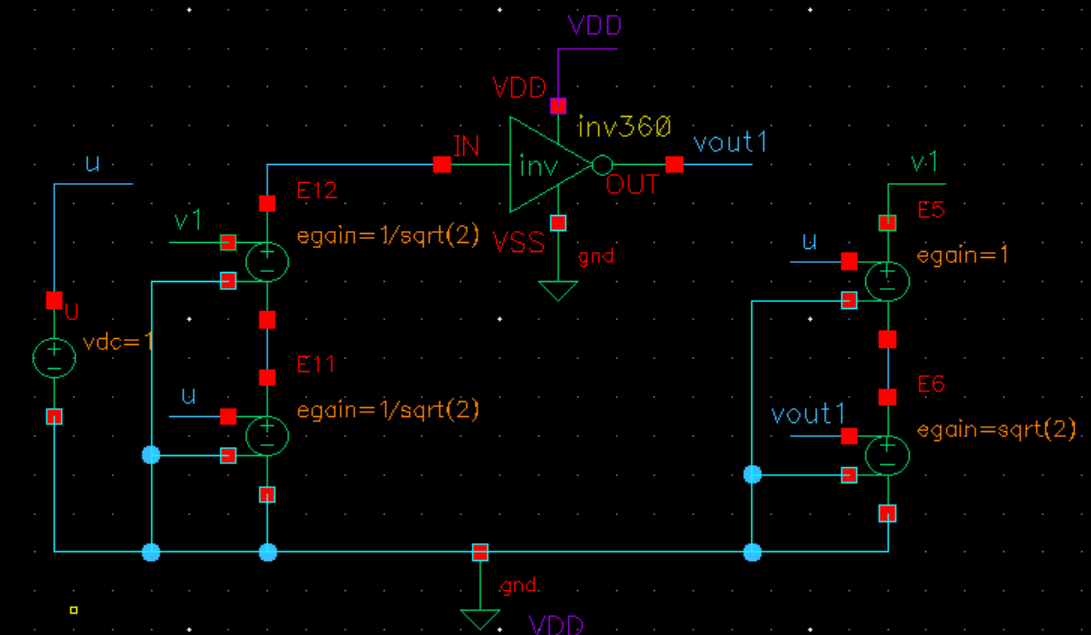 VDD
VDD
inv360
vout1
IN
inv
OUT
VSS
gnd
u
U
vdc=1
E12
v1
egain=1/sqrt(2)
E11
u
egain=1/sqrt(2)
v1
E5
u
egain=1
E6
vout1
egain=sqrt(2)
gnd
VDD